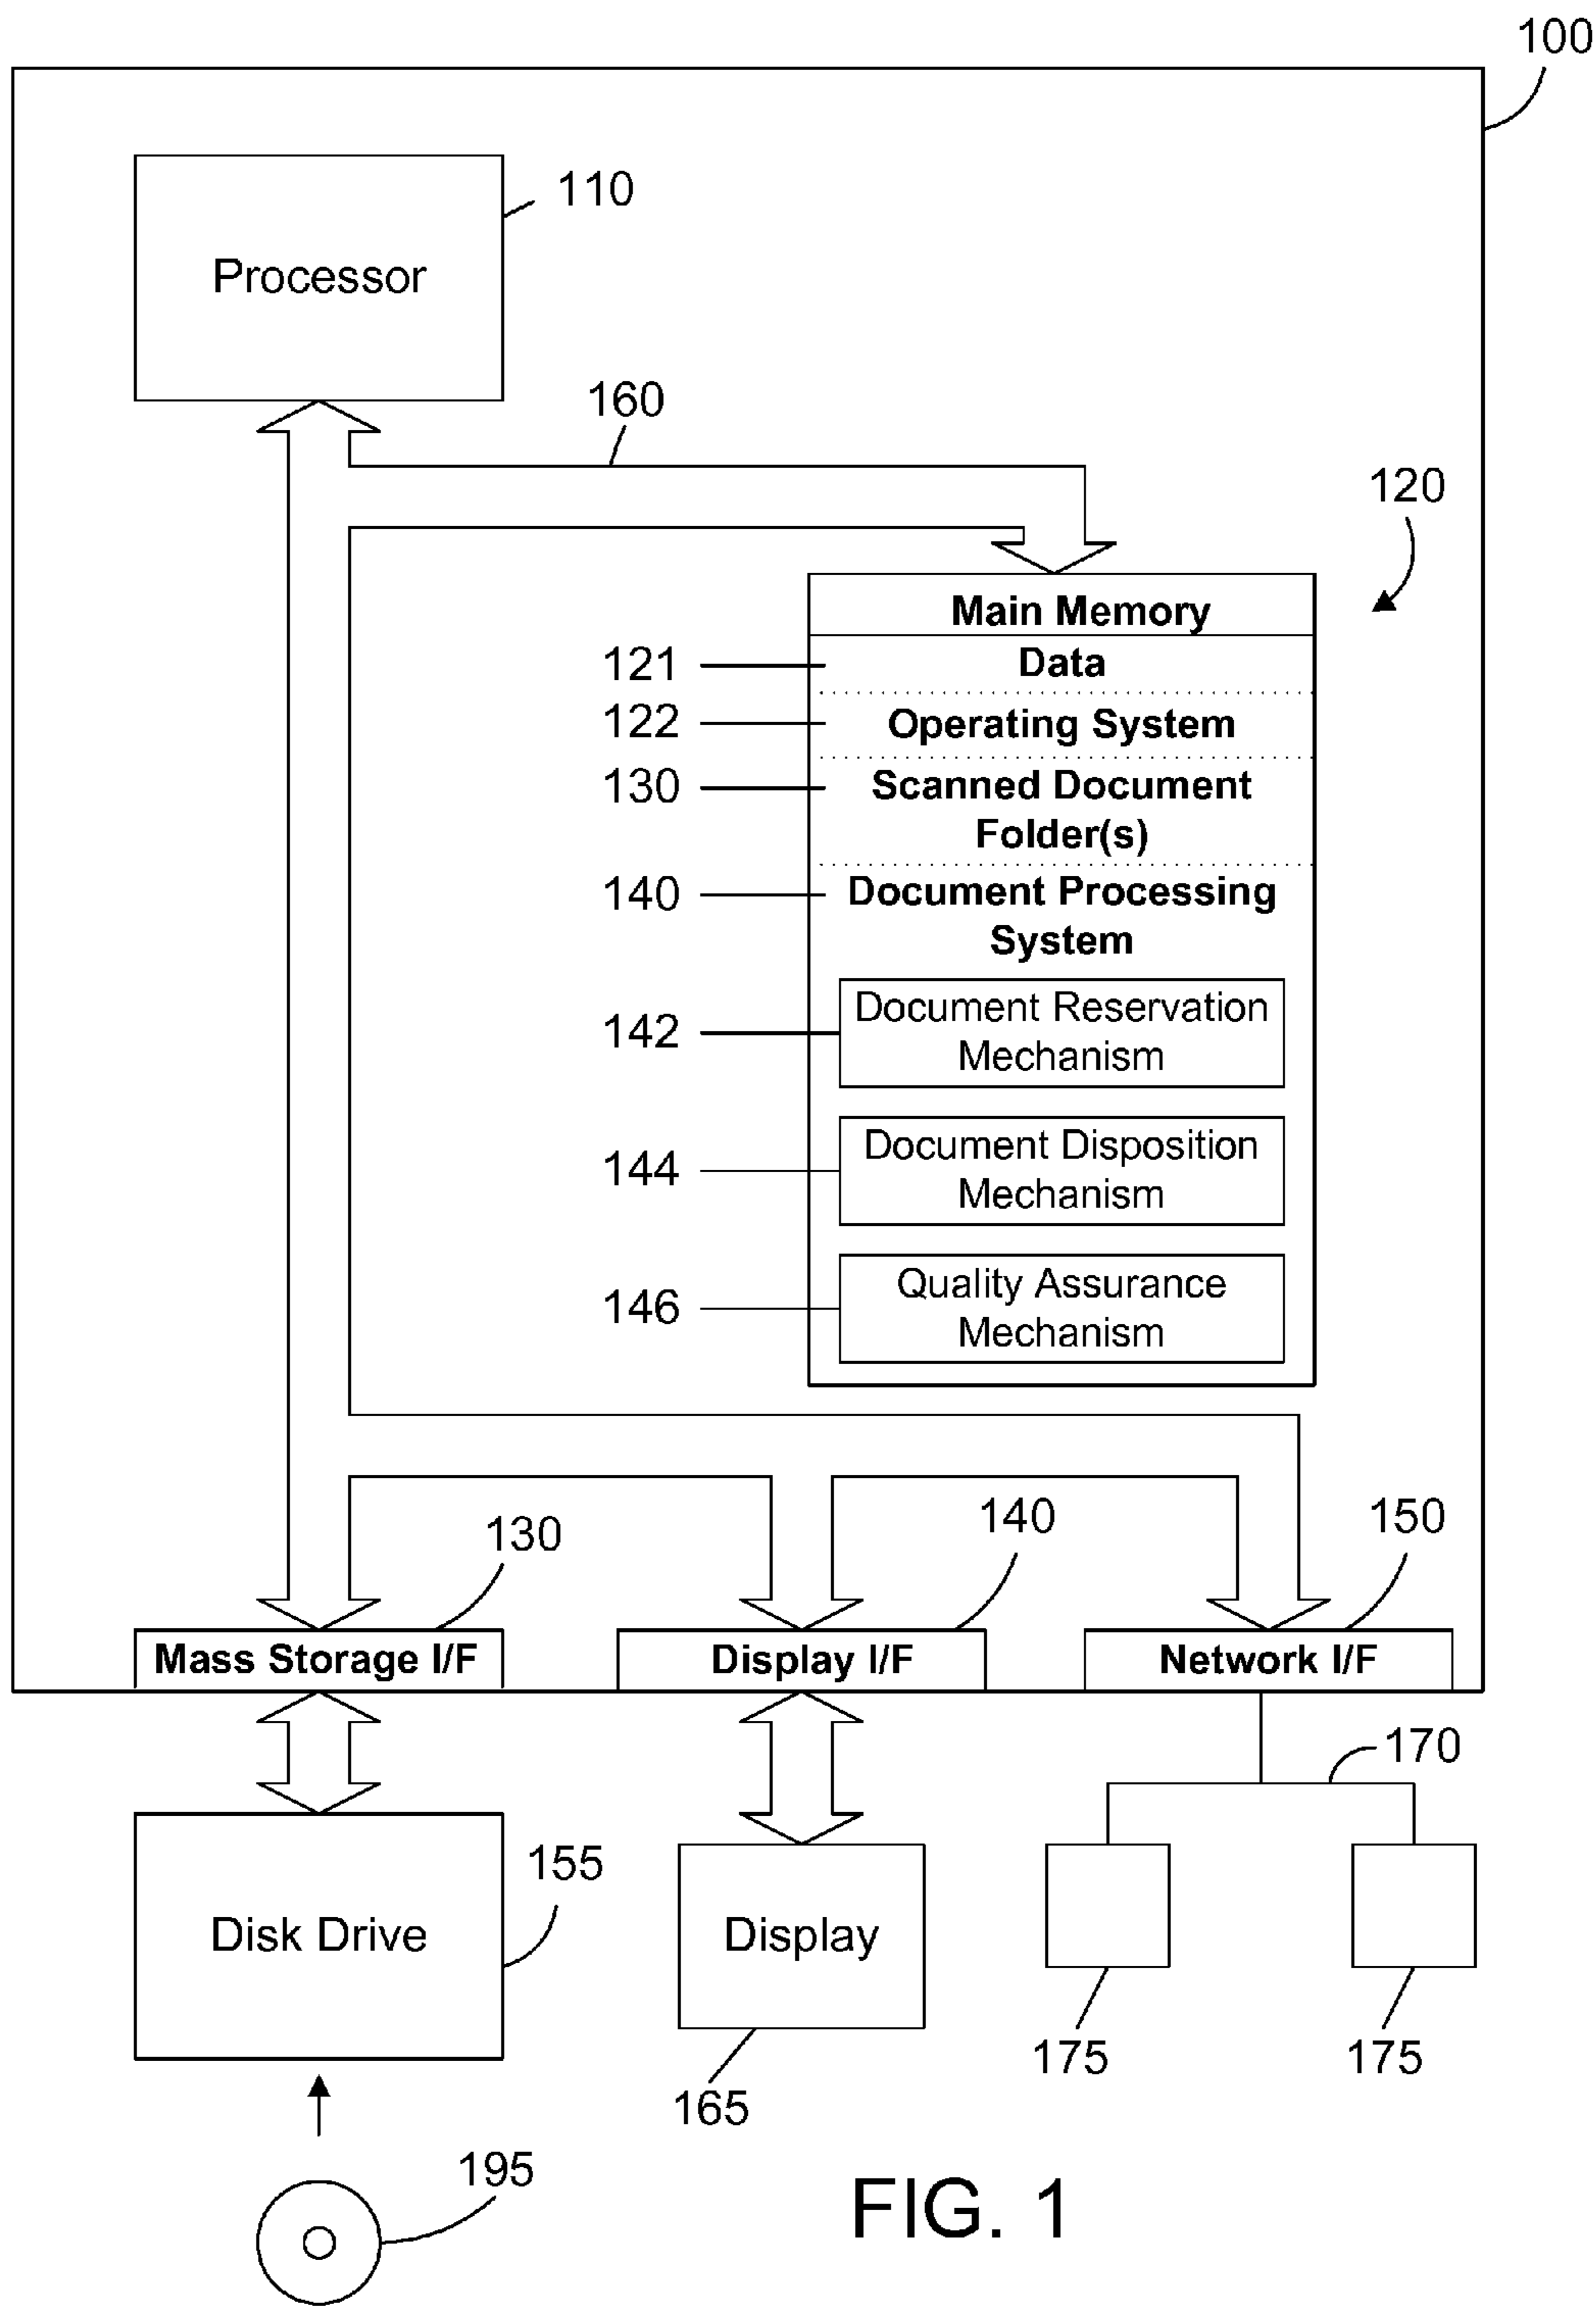 100
110
Processor
160
120
Main Memory
121 Data
122 Operating System
130 Scanned Document
Folder(s)
140 Document Processing
System
142 Document Reservation
Mechanism
144 Document Disposition
Mechanism
146 Quality Assurance
Mechanism
130 140 150
Mass Storage I/F Display I/F Network I/F
170
155
Disk Drive Display
175 175
165
195
FIG. 1